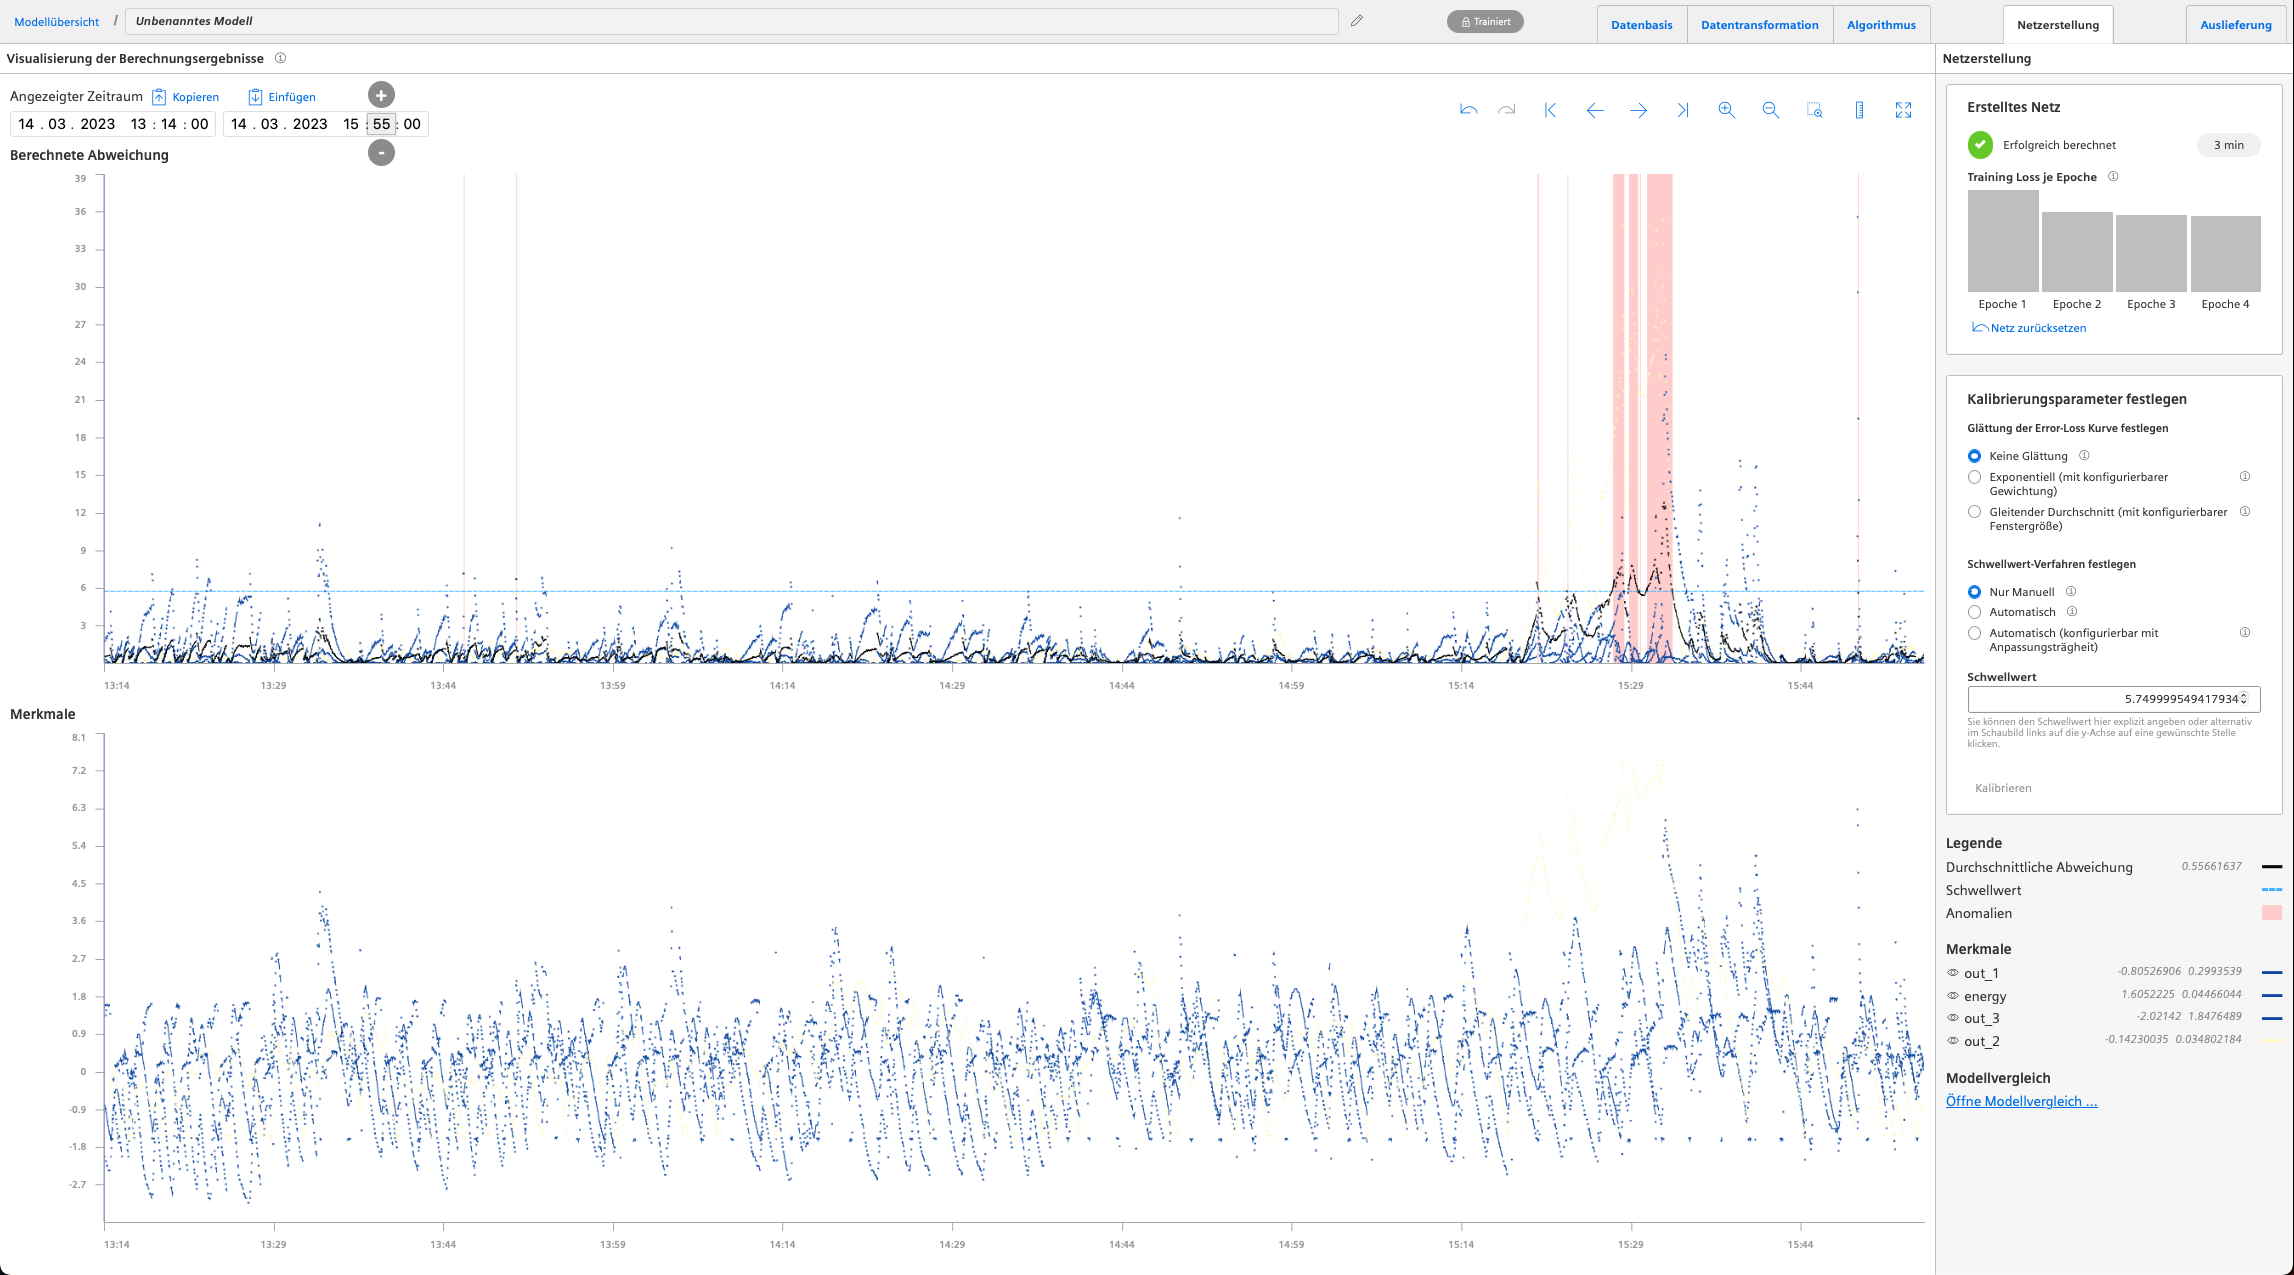 Modellübersicht / Unbenanntes Modell Trainiert Datenbasis Datentransformation Algorithmus Netzerstellung Auslieferung
Visualisierung der Berechnungsergebnisse
Angezeigter Zeitraum Kopieren Einfügen +
14 . 03 . 2023 13 : 14 : 00 14 . 03 . 2023 15 : 55 : 00
-
Berechnete Abweichung
39
36
33
30
27
24
21
18
15
12
9
6
3
13:14 13:29 13:44 13:59 14:14 14:29 14:44 14:59 15:14 15:29 15:44
Merkmale
8.1
7.2
6.3
5.4
4.5
3.6
2.7
1.8
0.9
0
-0.9
-1.8
-2.7
13:14 13:29 13:44 13:59 14:14 14:29 14:44 14:59 15:14 15:29 15:44
Netzerstellung
Erstelltes Netz
Erfolgreich berechnet 3 min
Training Loss je Epoche
Epoche 1 Epoche 2 Epoche 3 Epoche 4
Netz zurücksetzen
Kalibrierungsparameter festlegen
Glättung der Error-Loss Kurve festlegen
Keine Glättung
Exponentiell (mit konfigurierbarer
Gewichtung)
Gleitender Durchschnitt (mit konfigurierbarer
Fenstergröße)
Schwellwert-Verfahren festlegen
Nur Manuell
Automatisch
Automatisch (konfigurierbar mit
Anpassungsträgheit)
Schwellwert
5.749999549417934
Sie können den Schwellwert hier explizit angeben oder alternativ
im Schaubild links auf die y-Achse auf eine gewünschte Stelle
klicken.
Kalibrieren
Legende
Durchschnittliche Abweichung 0.55661637
Schwellwert
Anomalien
Merkmale
out_1 -0.80526906 0.2993539
energy 1.6052225 0.04466044
out_3 -2.02142 1.8476489
out_2 -0.14230035 0.034802184
Modellvergleich
Öffne Modellvergleich ...